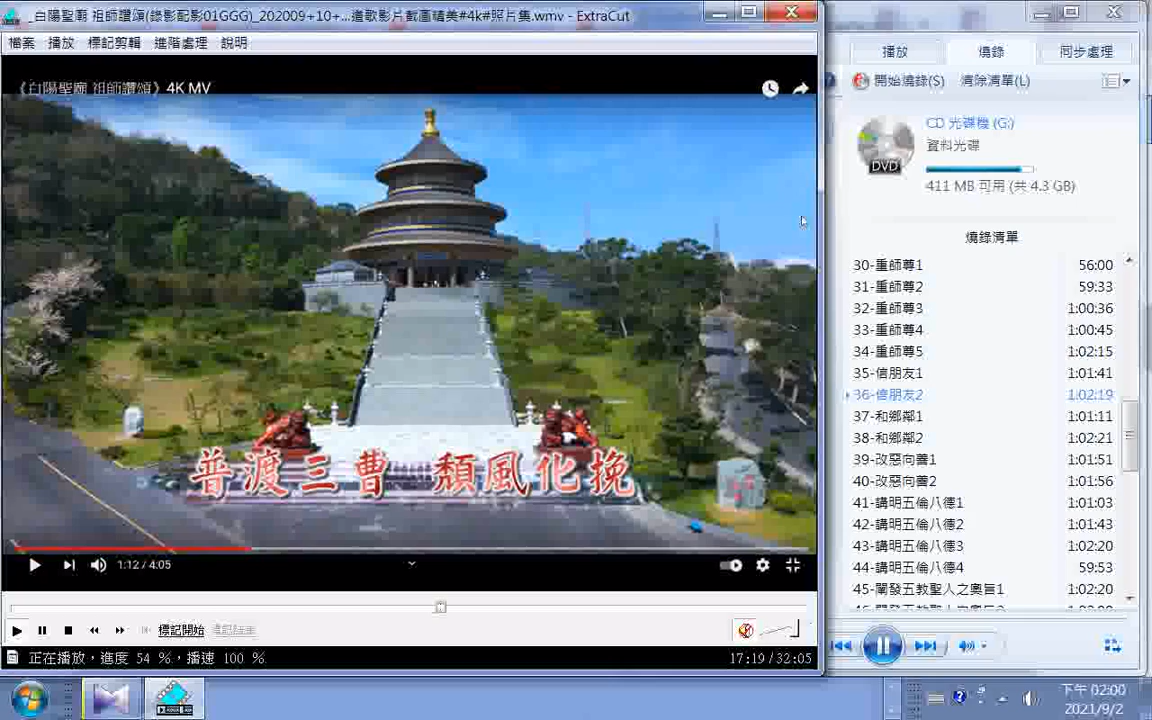 _白陽聖廟 祖師讚頌(錄影配影01GGG)_202009+10+...道歌影片截圖精美#4k#照片集.wmv - ExtraCut
檔案 播放 標記剪輯 進階處理 說明
《白陽聖廟 祖師讚頌》4K MV
普渡三曹 頹風化挽
1:12 / 4:05
標記開始 標記結束
正在播放，進度 54 %，播速 100 %
17:19/32:05
播放 燒錄 同步處理
開始燒錄(S) 清除清單(L)
CD 光碟機 (G:)
資料光碟
DVD
411 MB 可用 (共 4.3 GB)
燒錄清單
30-重師尊1 56:00
31-重師尊2 59:33
32-重師尊3 1:00:36
33-重師尊4 1:00:45
34-重師尊5 1:02:15
35-信朋友1 1:01:41
36-信朋友2 1:02:19
37-和鄉鄰1 1:01:11
38-和鄉鄰2 1:02:21
39-改惡向善1 1:01:51
40-改惡向善2 1:01:56
41-講明五倫八德1 1:01:03
42-講明五倫八德2 1:01:43
43-講明五倫八德3 1:02:20
44-講明五倫八德4 59:53
45-闡發五教聖人之奧旨1 1:02:20
下午 02:00
2021/9/2